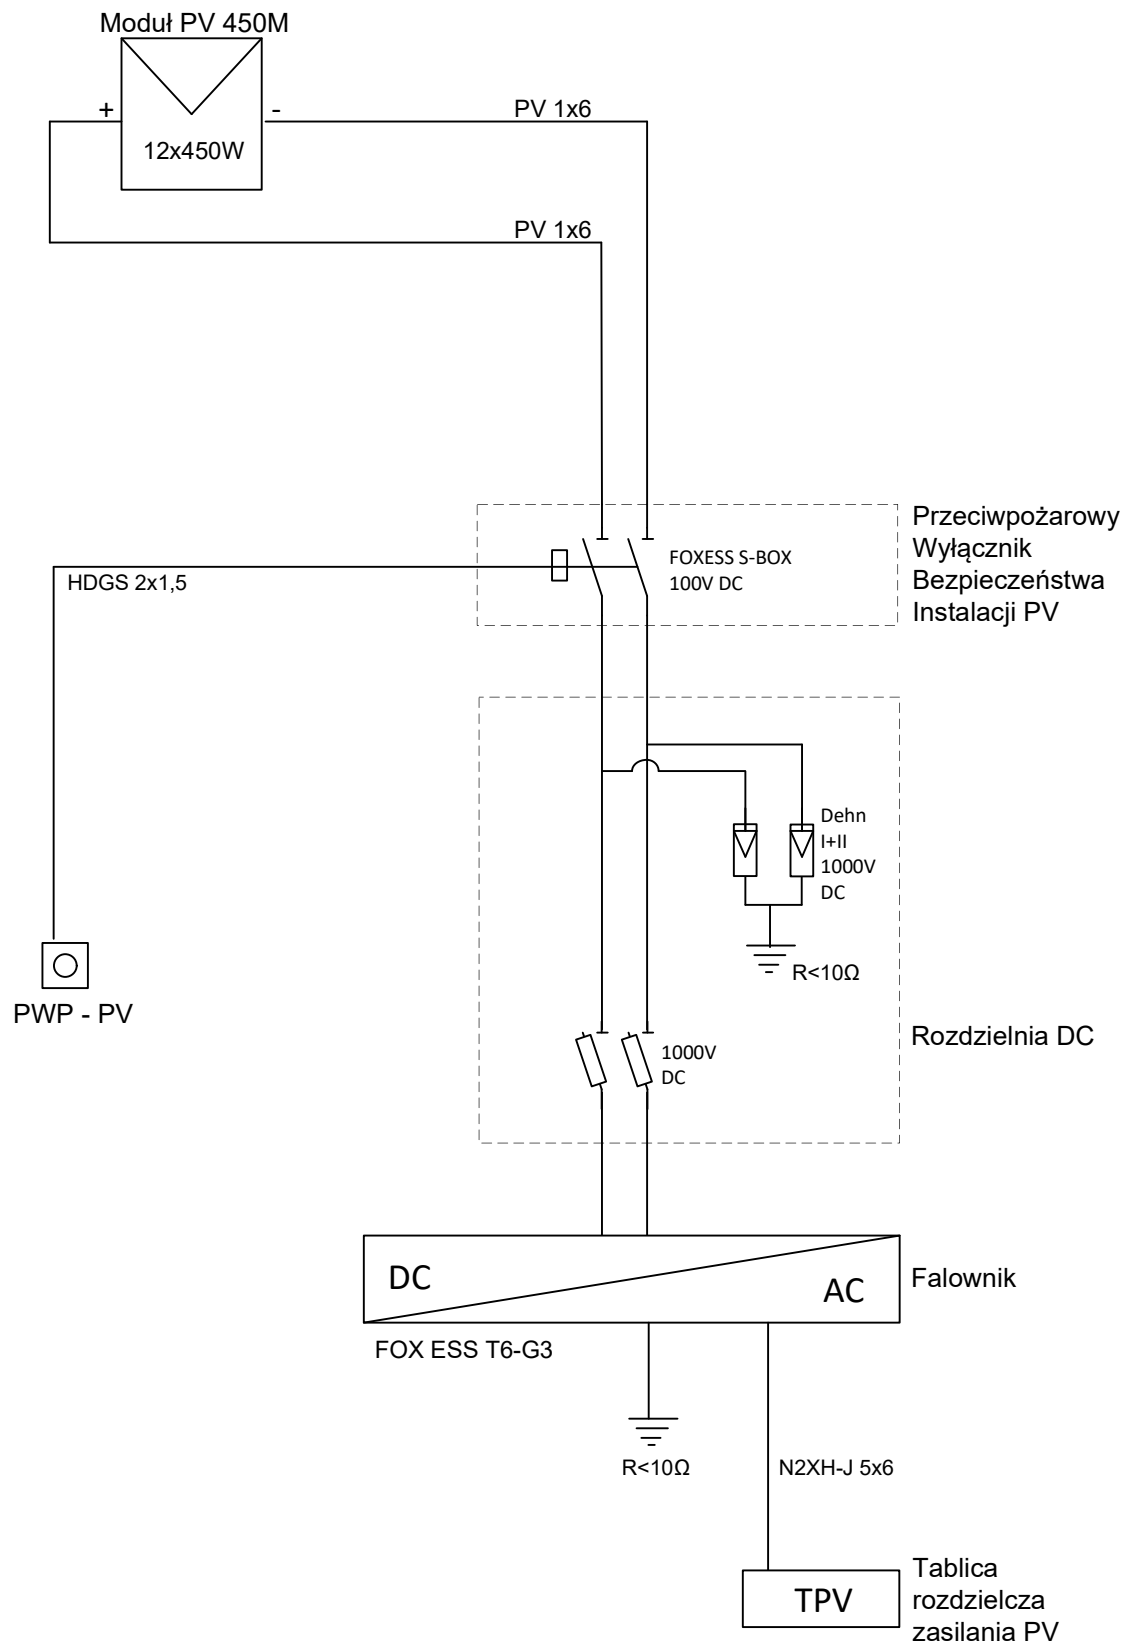 Moduł PV 450M
+
-
12x450W
PV 1x6
PV 1x6
FOXESS S-BOX
100V DC
Przeciwpożarowy
Wyłącznik
Bezpieczeństwa
Instalacji PV
HDGS 2x1,5
Dehn
I+II
1000V
DC
R<10Ω
PWP - PV
1000V
DC
Rozdzielnia DC
DC
AC
Falownik
FOX ESS T6-G3
R<10Ω
N2XH-J 5x6
TPV
Tablica
rozdzielcza
zasilania PV